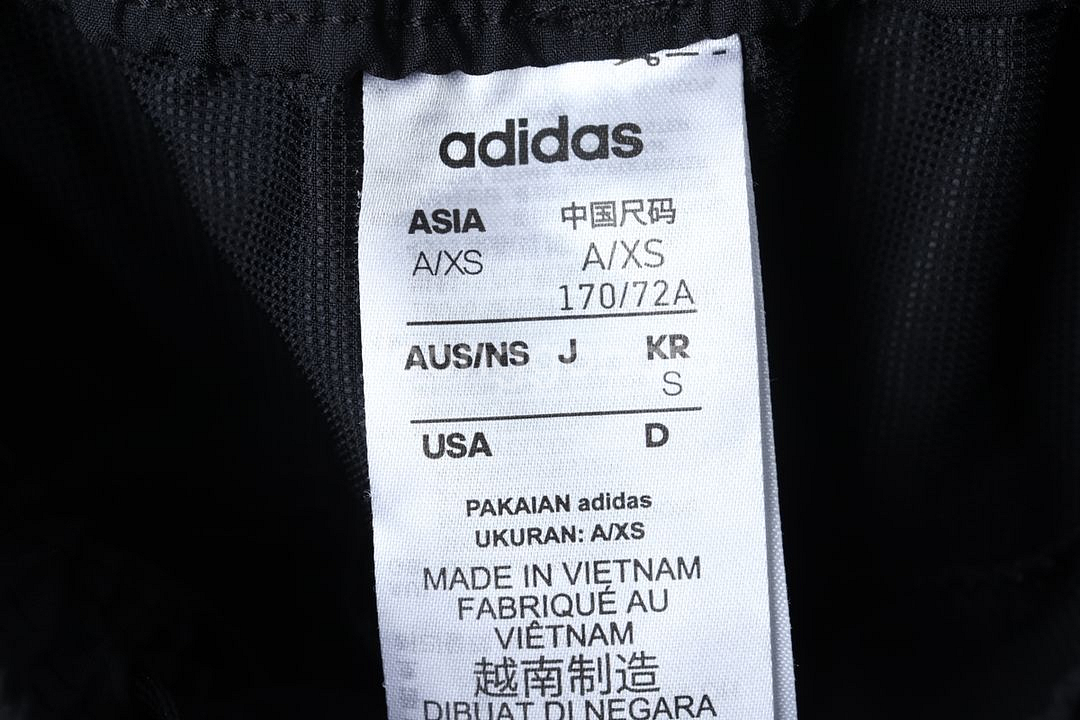 adidas
ASIA 中国尺码
A/XS A/XS
170/72A
AUS/NS J KR
S
USA D
PAKAIAN adidas
UKURAN: A/XS
MADE IN VIETNAM
FABRIQUÉ AU
VIÊTNAM
越南制造
DIBUAT DI NEGARA